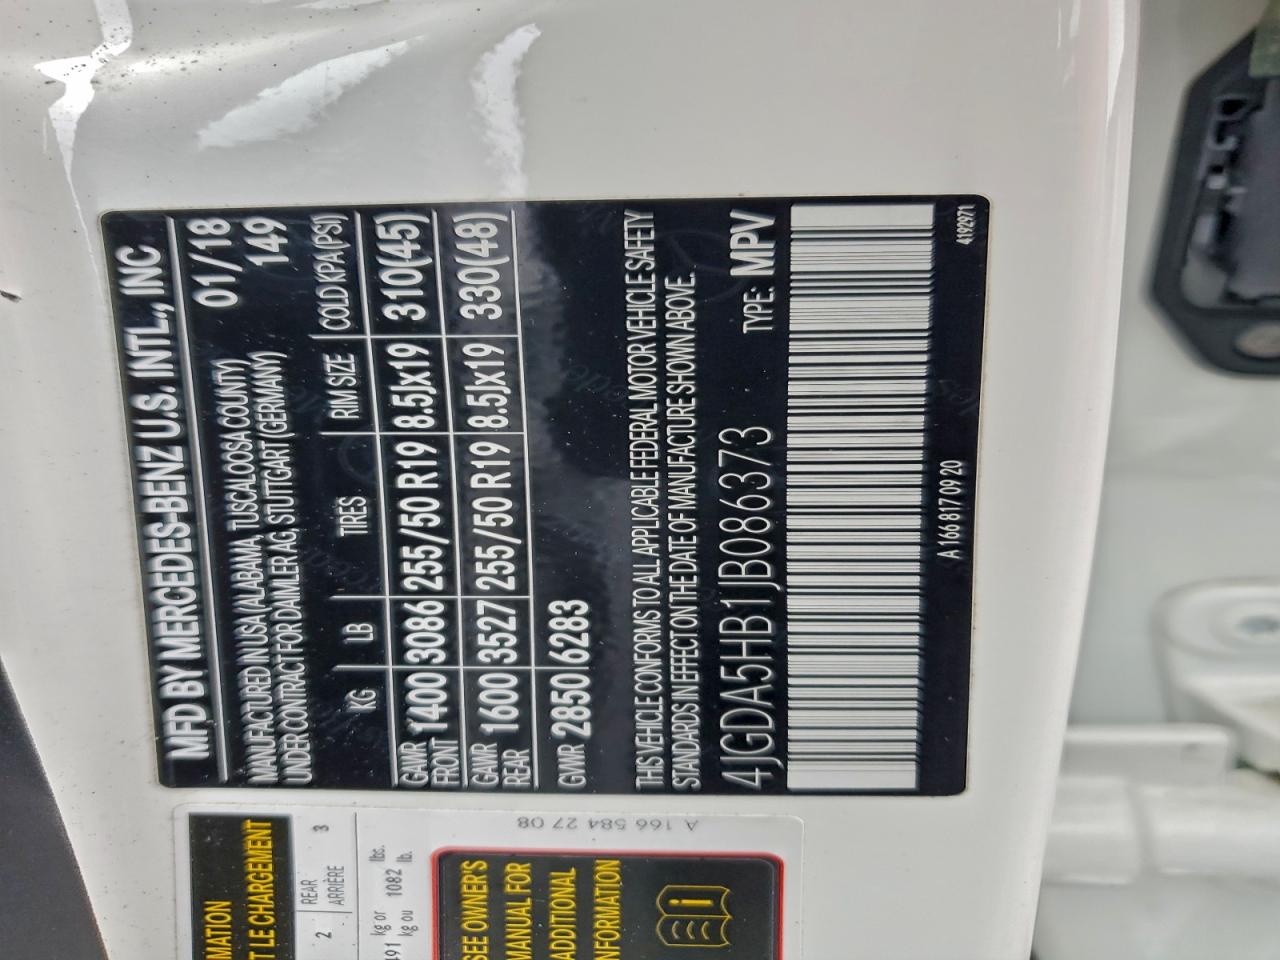 MFD BY MERCEDES-BENZ U.S. INTL., INC
01/18
MANUFACTURED IN USA (ALABAMA, TUSCALOOSA COUNTY)
149
UNDER CONTRACT FOR DAIMLER AG, STUTTGART (GERMANY)
KG LB TIRES RIM SIZE COLD KPA(PSI)
GAWR FRONT 1400 3086 255/50 R19 8.5Jx19 310(45)
GAWR REAR 1600 3527 255/50 R19 8.5Jx19 330(48)
GVWR 2850 6283
THIS VEHICLE CONFORMS TO ALL APPLICABLE FEDERAL MOTOR VEHICLE SAFETY
STANDARDS IN EFFECT ON THE DATE OF MANUFACTURE SHOWN ABOVE.
4JGDA5HB1JB086373 TYPE: MPV
A 166 817 09 20
4192971
MATION
T LE CHARGEMENT
2 REAR ARRIÈRE 3
kg or 1082 lbs.
kg ou lb.
A 166 584 27 08
SEE OWNER'S
MANUAL FOR
ADDITIONAL
INFORMATION